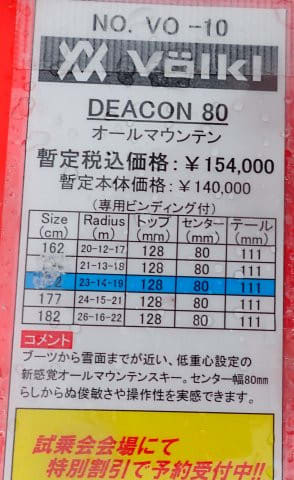 NO. VO -10
Völkl
DEACON 80
オールマウンテン
暫定税込価格:￥154,000
暫定本体価格:￥140,000
(専用ビンディング付)
Size (cm) Radius (m) トップ (mm) センター (mm) テール (mm)
162 20-12-17 128 80 111
21-13-18 128 80 111
2 23-14-19 128 80 111
177 24-15-21 128 80 111
182 26-16-22 128 80 111
コメント
ブーツから雪面までが近い、低重心設定の
新感覚オールマウンテンスキー。センター幅80mm
らしからぬ俊敏さや操作性を実感できます。
試乗会会場にて
特別割引で予約受付中!!